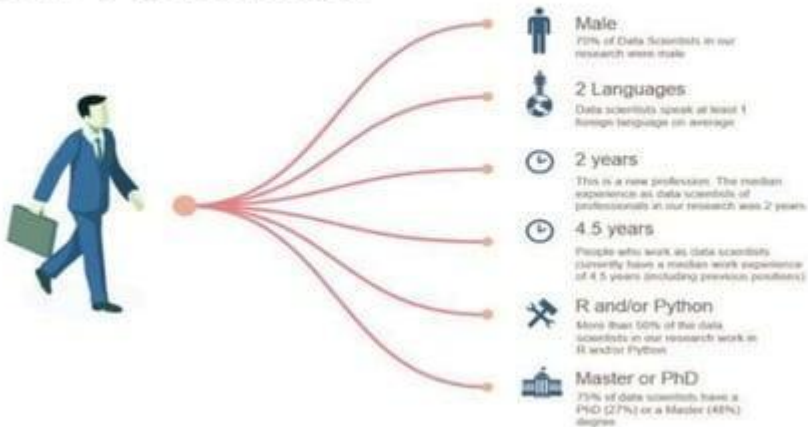 Male
70% of Data Scientists in our
research were male
2 Languages
Data scientists speak at least 1
foreign language on average
2 years
This is a new profession. The median
experience as data scientists of
professionals in our research was 2 years
4.5 years
People who work as data scientists
currently have a median work experience
of 4.5 years (including previous positions)
R and/or Python
More than 50% of the data
scientists in our research work in
R and/or Python
Master or PhD
75% of data scientists have a
PhD (27%) or a Master (48%)
degree